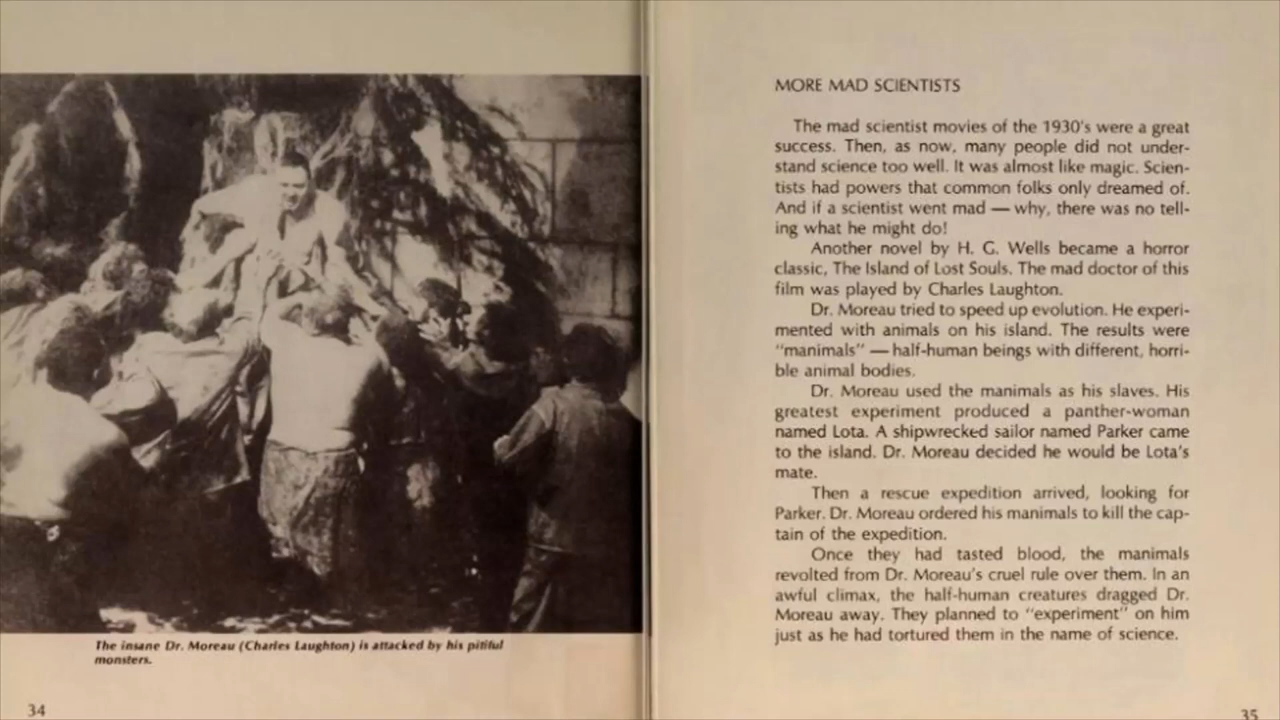 The insane Dr. Moreau (Charles Laughton) is attacked by his pitiful
monsters.
34
MORE MAD SCIENTISTS
The mad scientist movies of the 1930's were a great
success. Then, as now, many people did not under-
stand science too well. It was almost like magic. Scien-
tists had powers that common folks only dreamed of.
And if a scientist went mad — why, there was no tell-
ing what he might do!
Another novel by H. G. Wells became a horror
classic, The Island of Lost Souls. The mad doctor of this
film was played by Charles Laughton.
Dr. Moreau tried to speed up evolution. He experi-
mented with animals on his island. The results were
"manimals" — half-human beings with different, horri-
ble animal bodies.
Dr. Moreau used the manimals as his slaves. His
greatest experiment produced a panther-woman
named Lota. A shipwrecked sailor named Parker came
to the island. Dr. Moreau decided he would be Lota's
mate.
Then a rescue expedition arrived, looking for
Parker. Dr. Moreau ordered his manimals to kill the cap-
tain of the expedition.
Once they had tasted blood, the manimals
revolted from Dr. Moreau's cruel rule over them. In an
awful climax, the half-human creatures dragged Dr.
Moreau away. They planned to "experiment" on him
just as he had tortured them in the name of science.
35